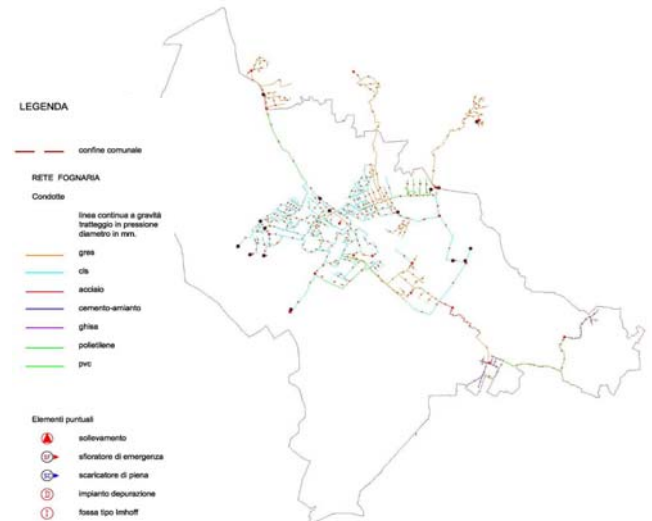 LEGENDA
confine comunale
RETE FOGNARIA
Condotte
linea continua a gravità
tratteggio in pressione
diametro in mm.
gres
cls
acciaio
cemento-amianto
ghisa
polietilene
pvc
Elementi puntuali
sollevamento
sfioratore di emergenza
scaricatore di piena
D impianto depurazione
I fossa tipo Imhoff